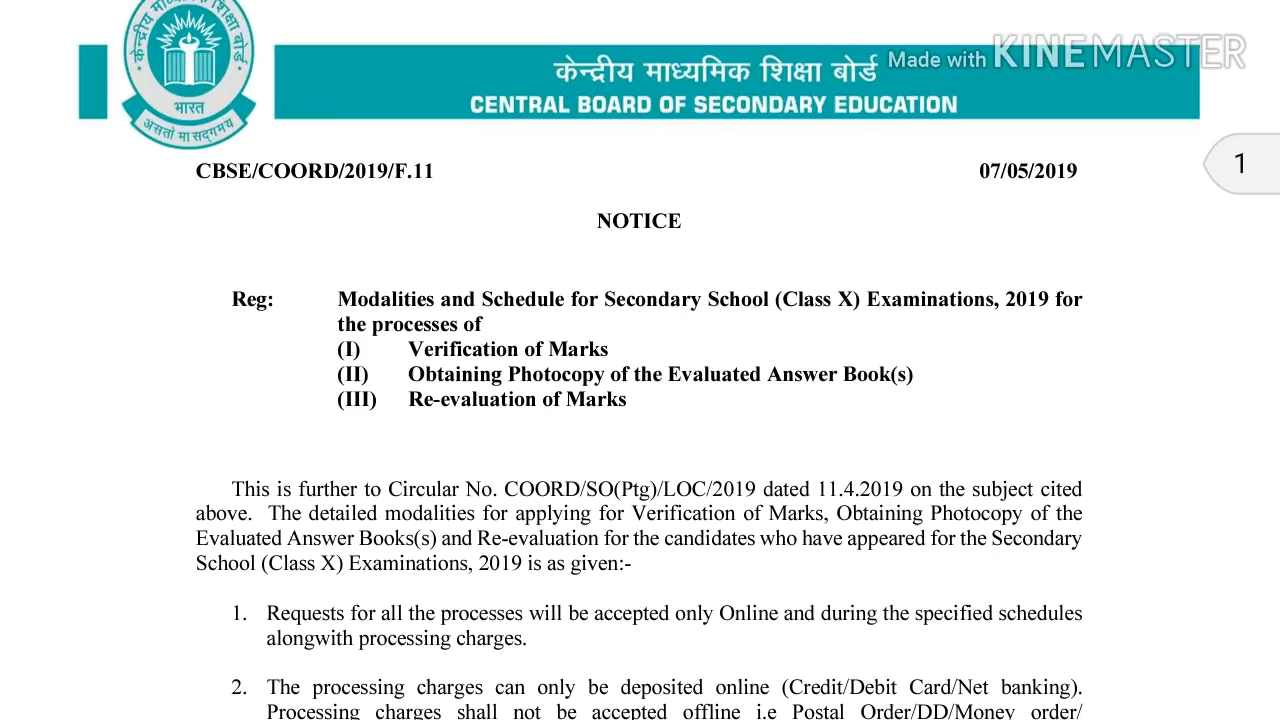 केन्द्रीय माध्यमिक शिक्षा बोर्ड
भारत
असतो मा सद्गमय
केन्द्रीय माध्यमिक शिक्षा बोर्ड
Made with KINEMASTER
CENTRAL BOARD OF SECONDARY EDUCATION
CBSE/COORD/2019/F.11 07/05/2019
1
NOTICE
Reg: Modalities and Schedule for Secondary School (Class X) Examinations, 2019 for
the processes of
(I) Verification of Marks
(II) Obtaining Photocopy of the Evaluated Answer Book(s)
(III) Re-evaluation of Marks
This is further to Circular No. COORD/SO(Ptg)/LOC/2019 dated 11.4.2019 on the subject cited
above. The detailed modalities for applying for Verification of Marks, Obtaining Photocopy of the
Evaluated Answer Books(s) and Re-evaluation for the candidates who have appeared for the Secondary
School (Class X) Examinations, 2019 is as given:-
1. Requests for all the processes will be accepted only Online and during the specified schedules
alongwith processing charges.
2. The processing charges can only be deposited online (Credit/Debit Card/Net banking).
Processing charges shall not be accepted offline i.e Postal Order/DD/Money order/